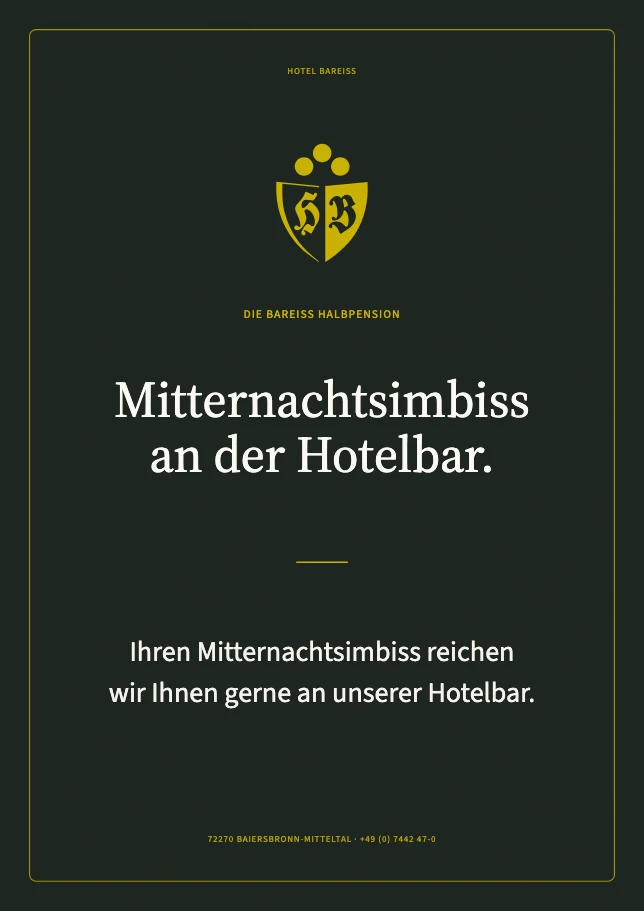 HOTEL BAREISS
H B
DIE BAREISS HALBPENSION
Mitternachtsimbiss
an der Hotelbar.
Ihren Mitternachtsimbiss reichen
wir Ihnen gerne an unserer Hotelbar.
72270 BAIERSBRONN-MITTELTAL · +49 (0) 7442 47-0